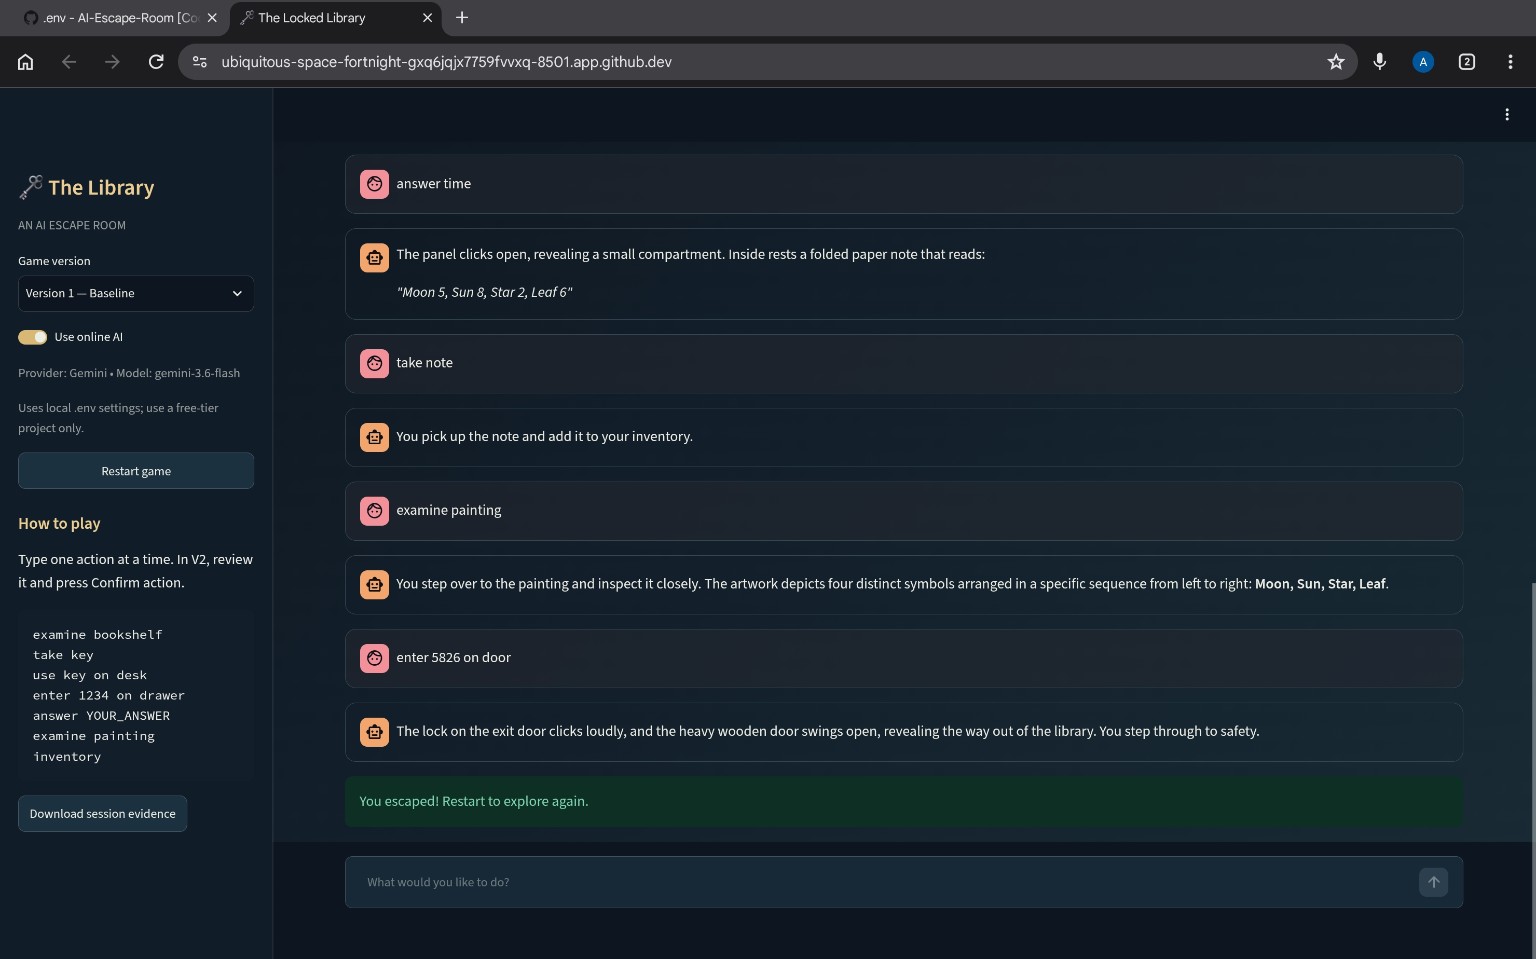 .env - AI-Escape-Room [Co
The Locked Library
ubiquitous-space-fortnight-gxq6jqjx7759fvvxq-8501.app.github.dev
A
2
The Library
AN AI ESCAPE ROOM
Game version
Version 1 — Baseline
Use online AI
Provider: Gemini • Model: gemini-3.6-flash
Uses local .env settings; use a free-tier
project only.
Restart game
How to play
Type one action at a time. In V2, review
it and press Confirm action.
examine bookshelf
take key
use key on desk
enter 1234 on drawer
answer YOUR_ANSWER
examine painting
inventory
Download session evidence
answer time
The panel clicks open, revealing a small compartment. Inside rests a folded paper note that reads:
"Moon 5, Sun 8, Star 2, Leaf 6"
take note
You pick up the note and add it to your inventory.
examine painting
You step over to the painting and inspect it closely. The artwork depicts four distinct symbols arranged in a specific sequence from left to right: Moon, Sun, Star, Leaf.
enter 5826 on door
The lock on the exit door clicks loudly, and the heavy wooden door swings open, revealing the way out of the library. You step through to safety.
You escaped! Restart to explore again.
What would you like to do?